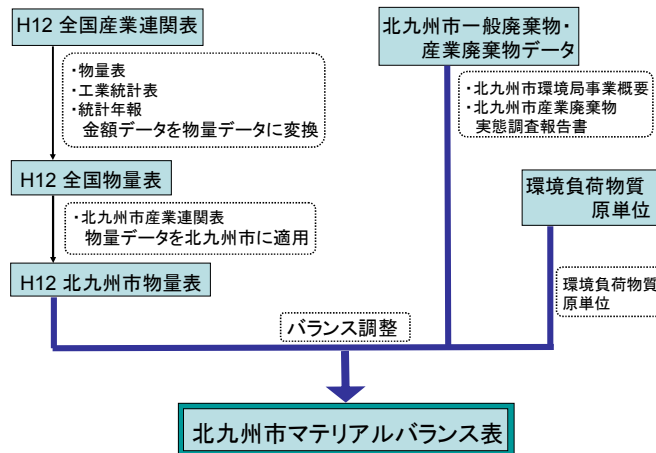 H12 全国産業連関表
・物量表
・工業統計表
・統計年報
金額データを物量データに変換
H12 全国物量表
・北九州市産業連関表
物量データを北九州市に適用
H12 北九州市物量表
北九州市一般廃棄物・
産業廃棄物データ
・北九州市環境局事業概要
・北九州市産業廃棄物
実態調査報告書
環境負荷物質
原単位
環境負荷物質
原単位
バランス調整
北九州市マテリアルバランス表